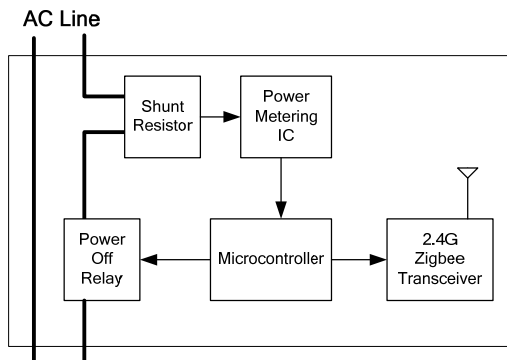 AC Line
Shunt
Resistor
Power
Metering
IC
Power
Off
Relay
Microcontroller
2.4G
Zigbee
Transceiver